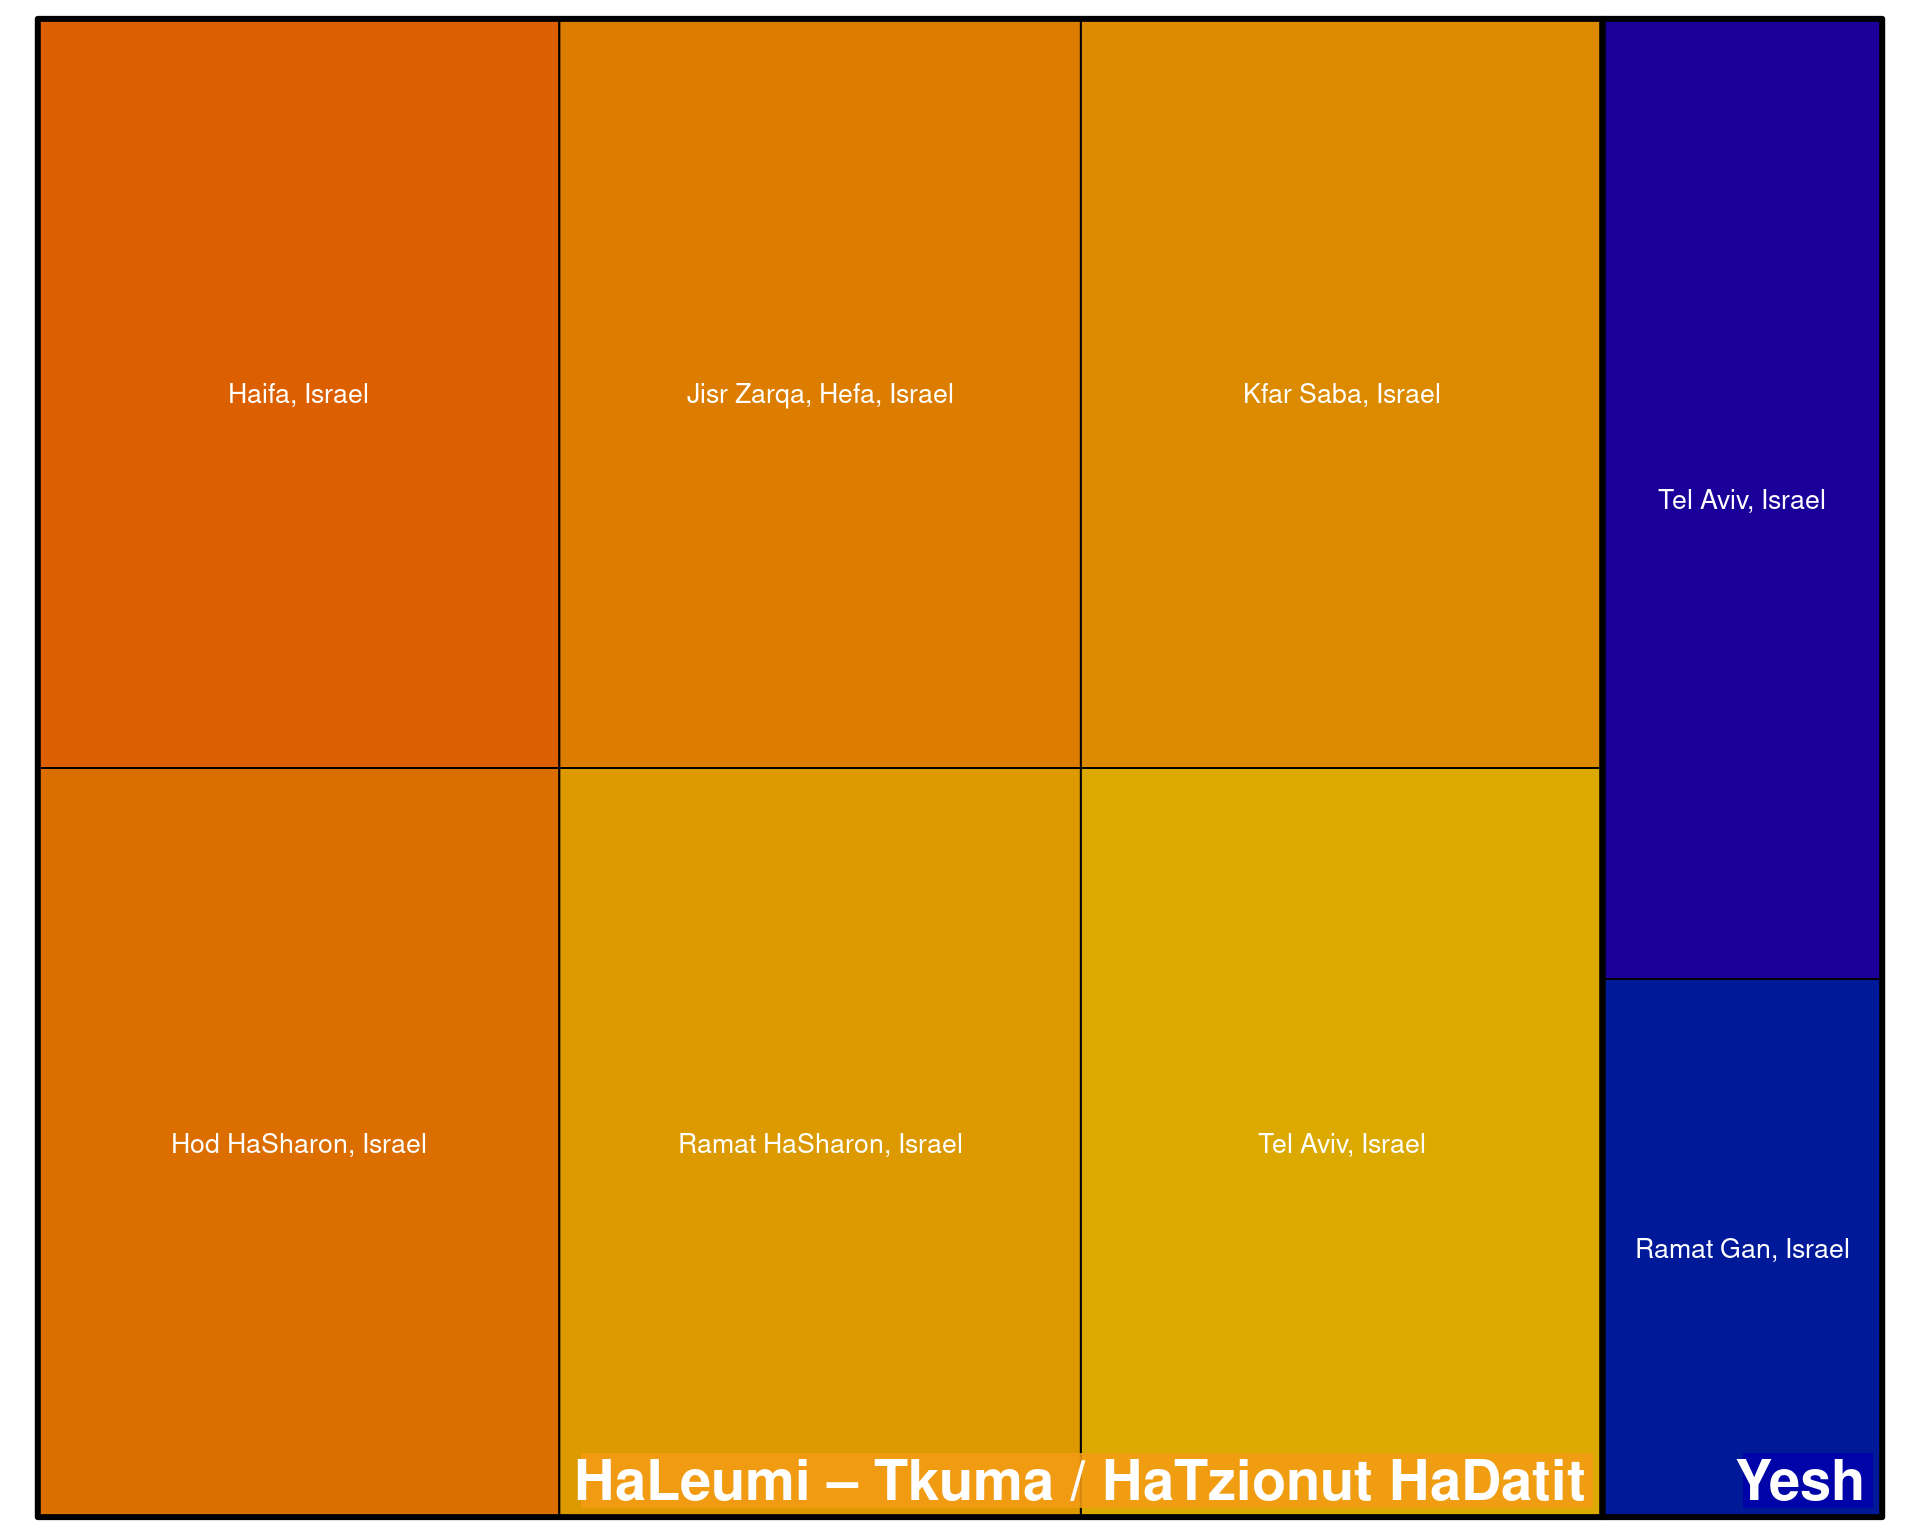 Haifa, Israel
Jisr Zarqa, Hefa, Israel
Kfar Saba, Israel
Tel Aviv, Israel
Hod HaSharon, Israel
Ramat HaSharon, Israel
Tel Aviv, Israel
Ramat Gan, Israel
HaLeumi – Tkuma / HaTzionut HaDatit
Yesh